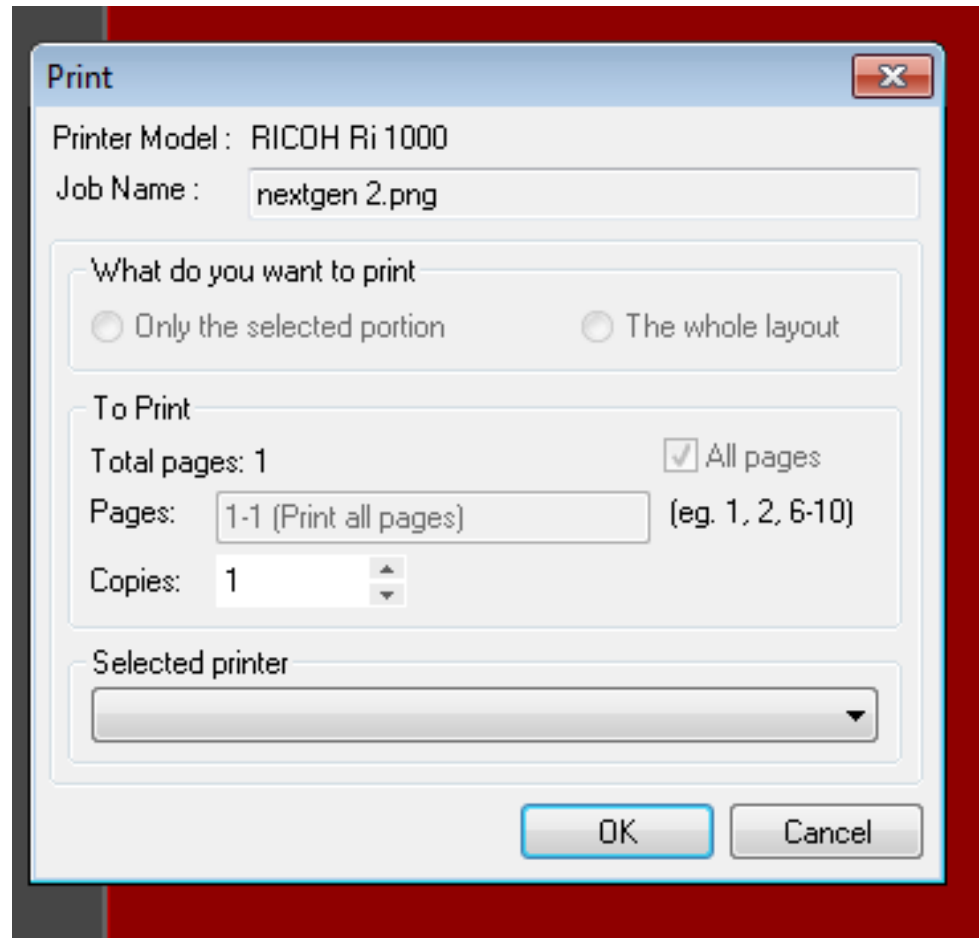 Print
Printer Model : RICOH Ri 1000
Job Name : nextgen 2.png
What do you want to print
Only the selected portion The whole layout
To Print
Total pages: 1 All pages
Pages: 1-1 (Print all pages) (eg. 1, 2, 6-10)
Copies: 1
Selected printer
OK Cancel